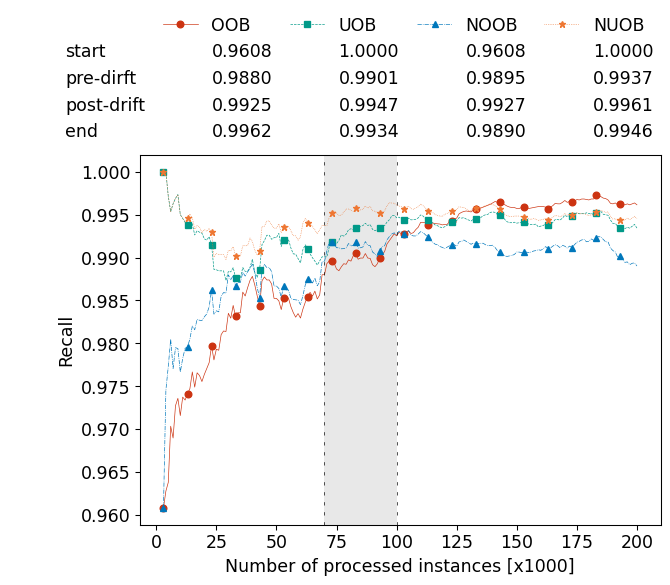 OOB UOB NOOB NUOB
start 0.9608 1.0000 0.9608 1.0000
pre-dirft 0.9880 0.9901 0.9895 0.9937
post-drift 0.9925 0.9947 0.9927 0.9961
end 0.9962 0.9934 0.9890 0.9946
1.000
0.995
0.990
0.985
0.980
0.975
0.970
0.965
0.960
Recall
0 25 50 75 100 125 150 175 200
Number of processed instances [x1000]